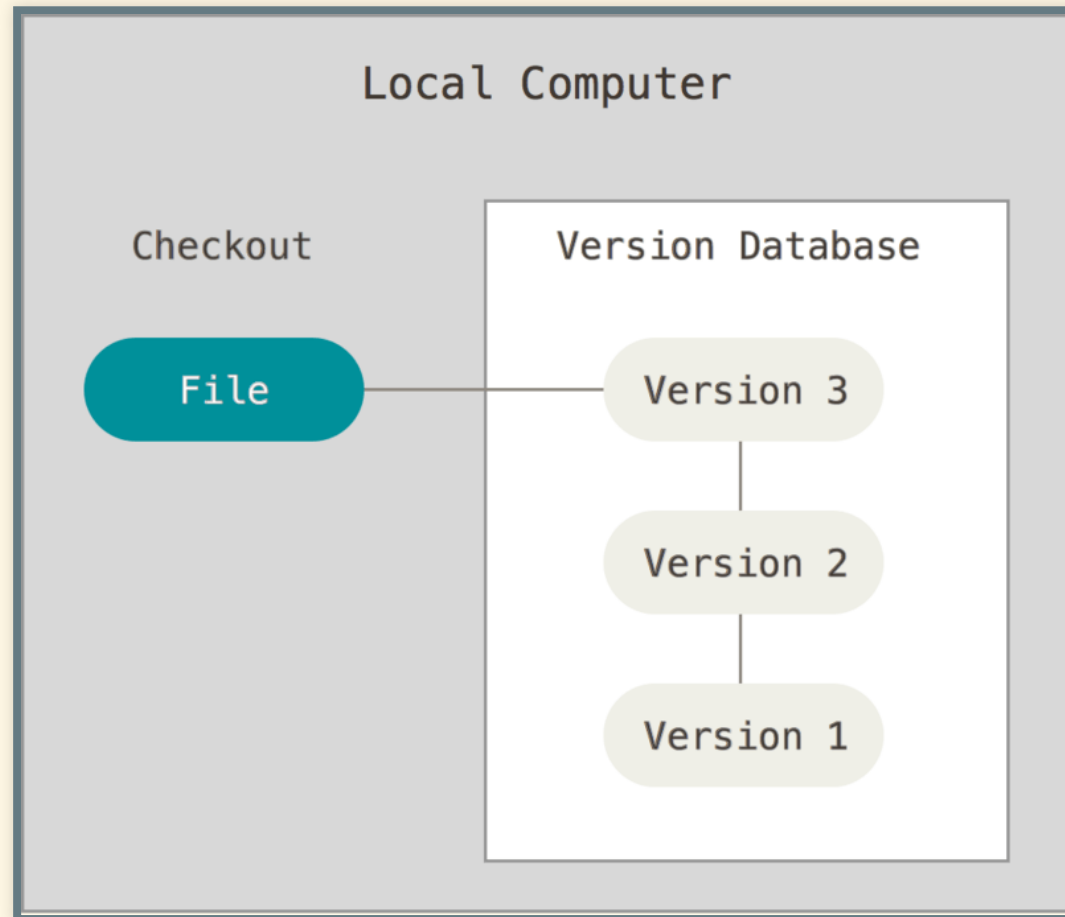 Local Computer
Checkout
Version Database
File
Version 3
Version 2
Version 1